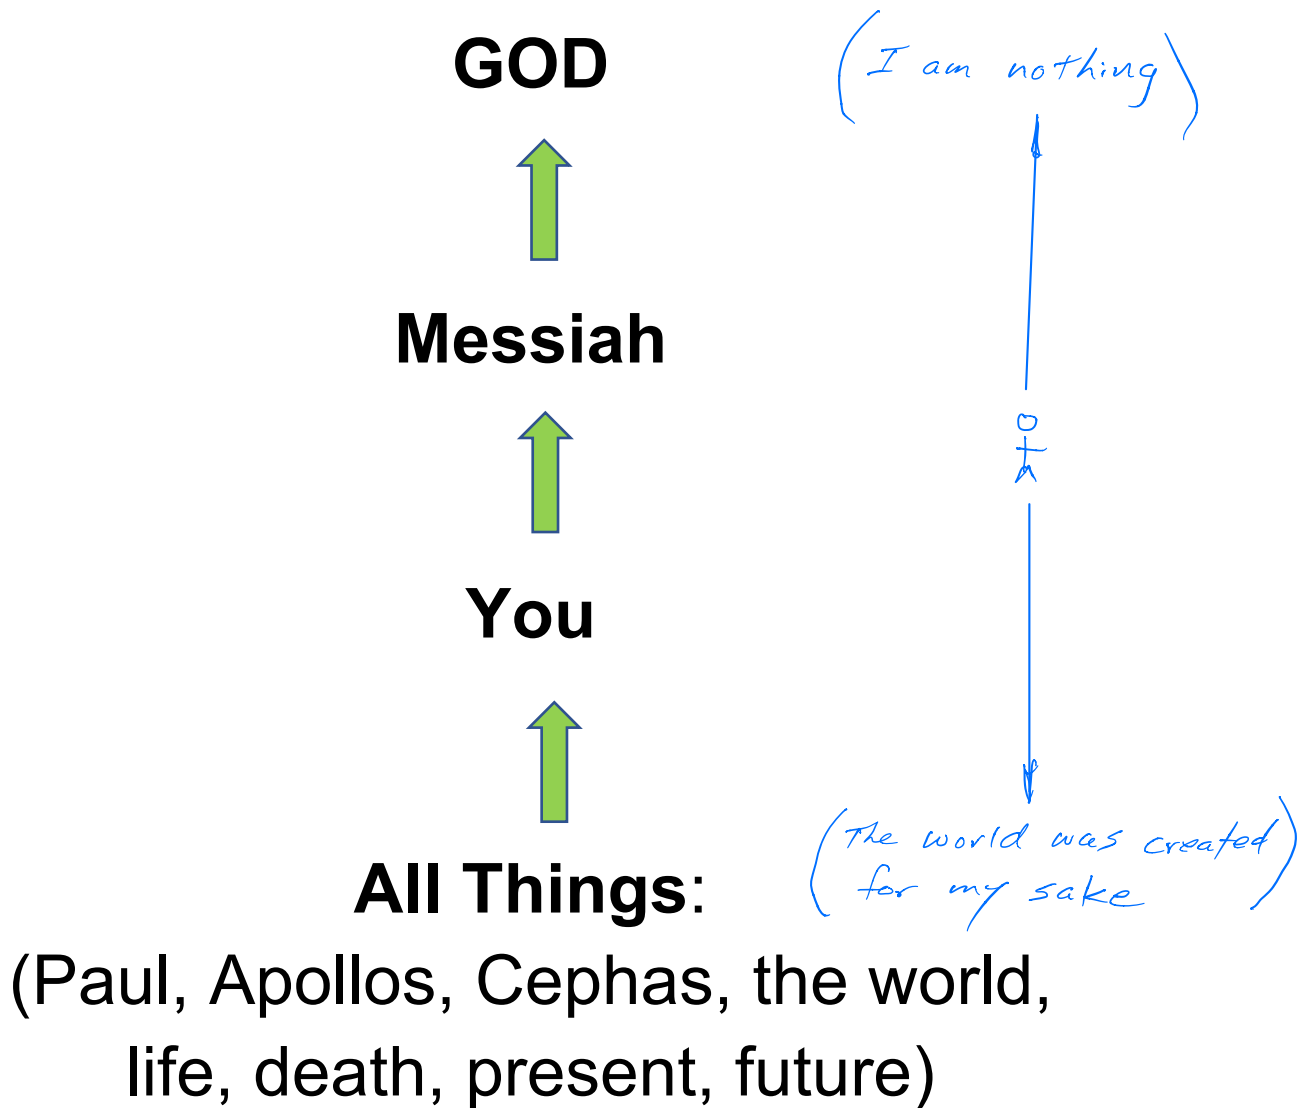 GOD
(I am nothing)
Messiah
You
All Things:
(The world was created
for my sake)
(Paul, Apollos, Cephas, the world,
life, death, present, future)